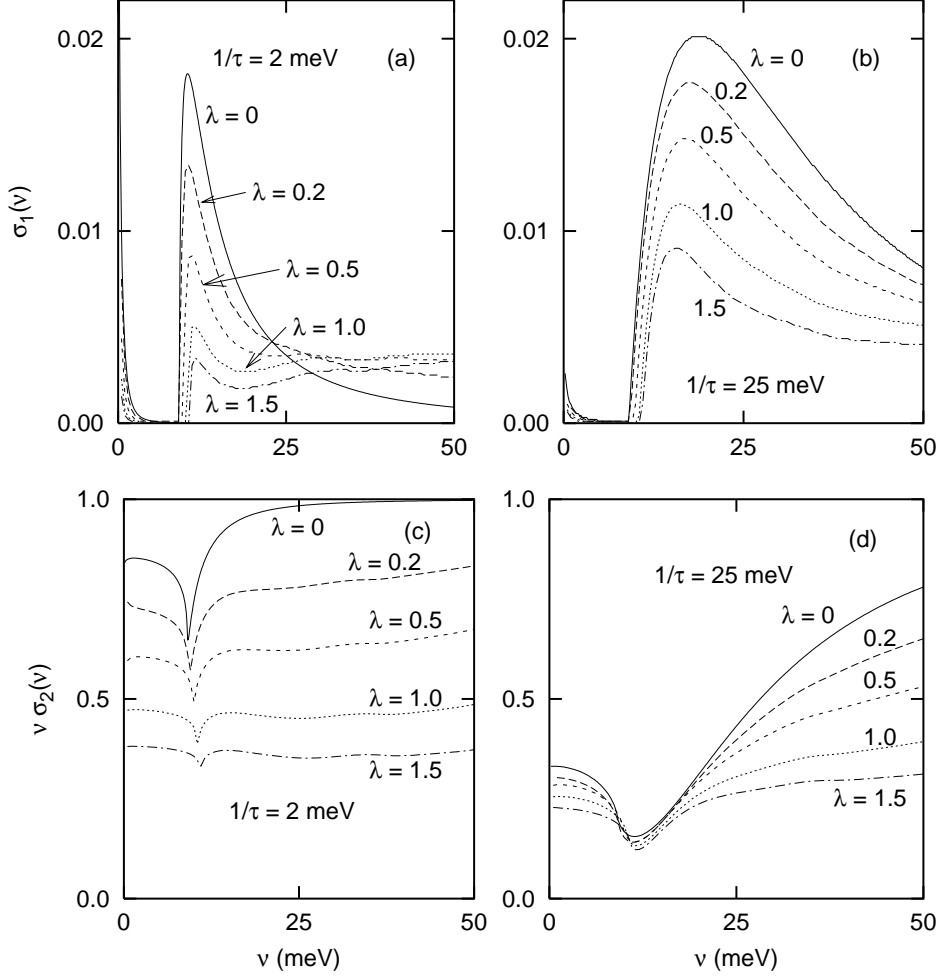 0.02
0.01
0.00
σ₁(ν)
1/τ = 2 meV
(a)
λ = 0
λ = 0.2
λ = 0.5
λ = 1.0
λ = 1.5
0
25
50
0.02
0.01
0.00
λ = 0
(b)
0.2
0.5
1.0
1.5
1/τ = 25 meV
0
25
50
1.0
0.5
0.0
ν σ₂(ν)
λ = 0
(c)
λ = 0.2
λ = 0.5
λ = 1.0
λ = 1.5
1/τ = 2 meV
0
25
50
ν (meV)
1.0
0.5
0.0
(d)
1/τ = 25 meV
λ = 0
0.2
0.5
1.0
λ = 1.5
0
25
50
ν (meV)